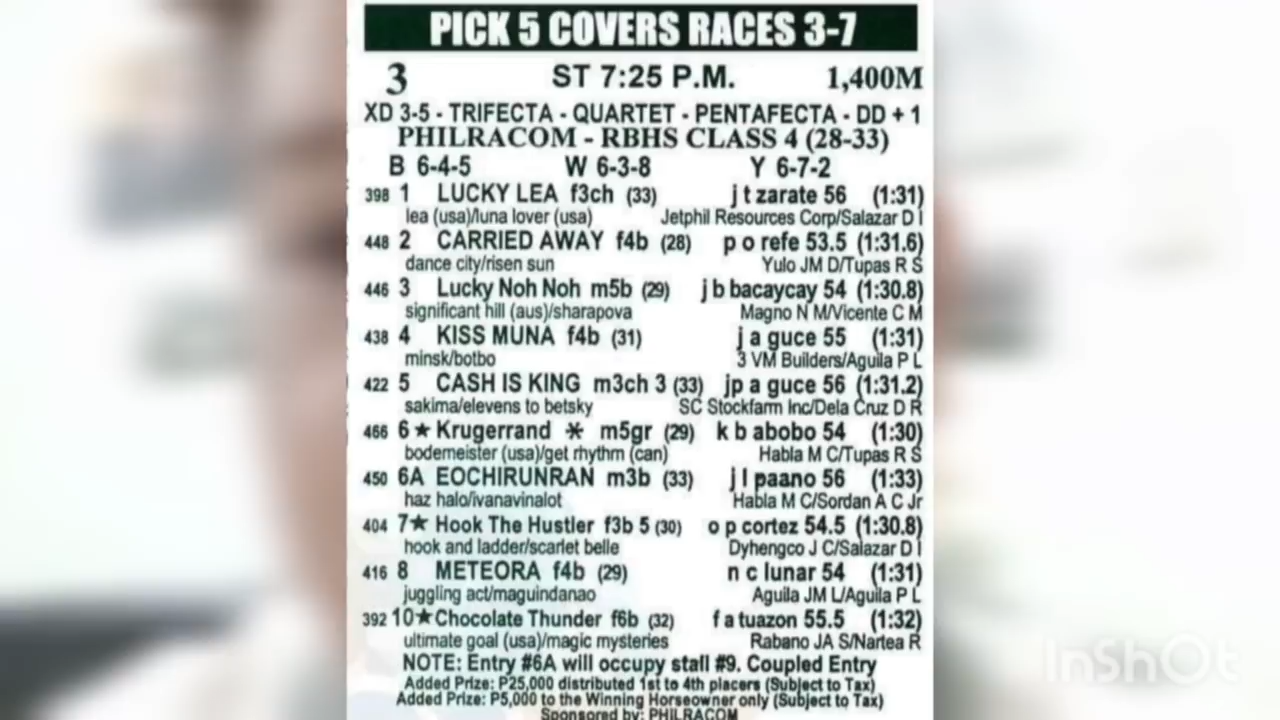 PICK 5 COVERS RACES 3-7
3 ST 7:25 P.M. 1,400M
XD 3-5 - TRIFECTA - QUARTET - PENTAFECTA - DD + 1
PHILRACOM - RBHS CLASS 4 (28-33)
B 6-4-5 W 6-3-8 Y 6-7-2
398 1 LUCKY LEA f3ch (33) j t zarate 56 (1:31)
lea (usa)/luna lover (usa) Jetphil Resources Corp/Salazar D I
448 2 CARRIED AWAY f4b (28) p o refe 53.5 (1:31.6)
dance city/risen sun Yulo JM D/Tupas R S
446 3 Lucky Noh Noh m5b (29) j b bacaycay 54 (1:30.8)
significant hill (aus)/sharapova Magno N M/Vicente C M
438 4 KISS MUNA f4b (31) j a guce 55 (1:31)
minsk/botbo 3 VM Builders/Aguila P L
422 5 CASH IS KING m3ch 3 (33) jp a guce 56 (1:31.2)
sakima/elevens to betsky SC Stockfarm Inc/Dela Cruz D R
466 6★ Krugerrand * m5gr (29) k b abobo 54 (1:30)
bodemeister (usa)/get rhythm (can) Habla M C/Tupas R S
450 6A EOCHIRUNRAN m3b (33) j l paano 56 (1:33)
haz halo/ivanavinalot Habla M C/Sordan A C Jr
404 7★ Hook The Hustler f3b 5 (30) o p cortez 54.5 (1:30.8)
hook and ladder/scarlet belle Dyhengco J C/Salazar D I
416 8 METEORA f4b (29) n c lunar 54 (1:31)
juggling act/maguindanao Aguila JM L/Aguila P L
392 10★ Chocolate Thunder f6b (32) f a tuazon 55.5 (1:32)
ultimate goal (usa)/magic mysteries Rabano JA S/Nartea R
NOTE: Entry #6A will occupy stall #9. Coupled Entry
Added Prize: P25,000 distributed 1st to 4th placers (Subject to Tax)
Added Prize: P5,000 to the Winning Horseowner only (Subject to Tax)
Sponsored by: PHILRACOM
InShOt